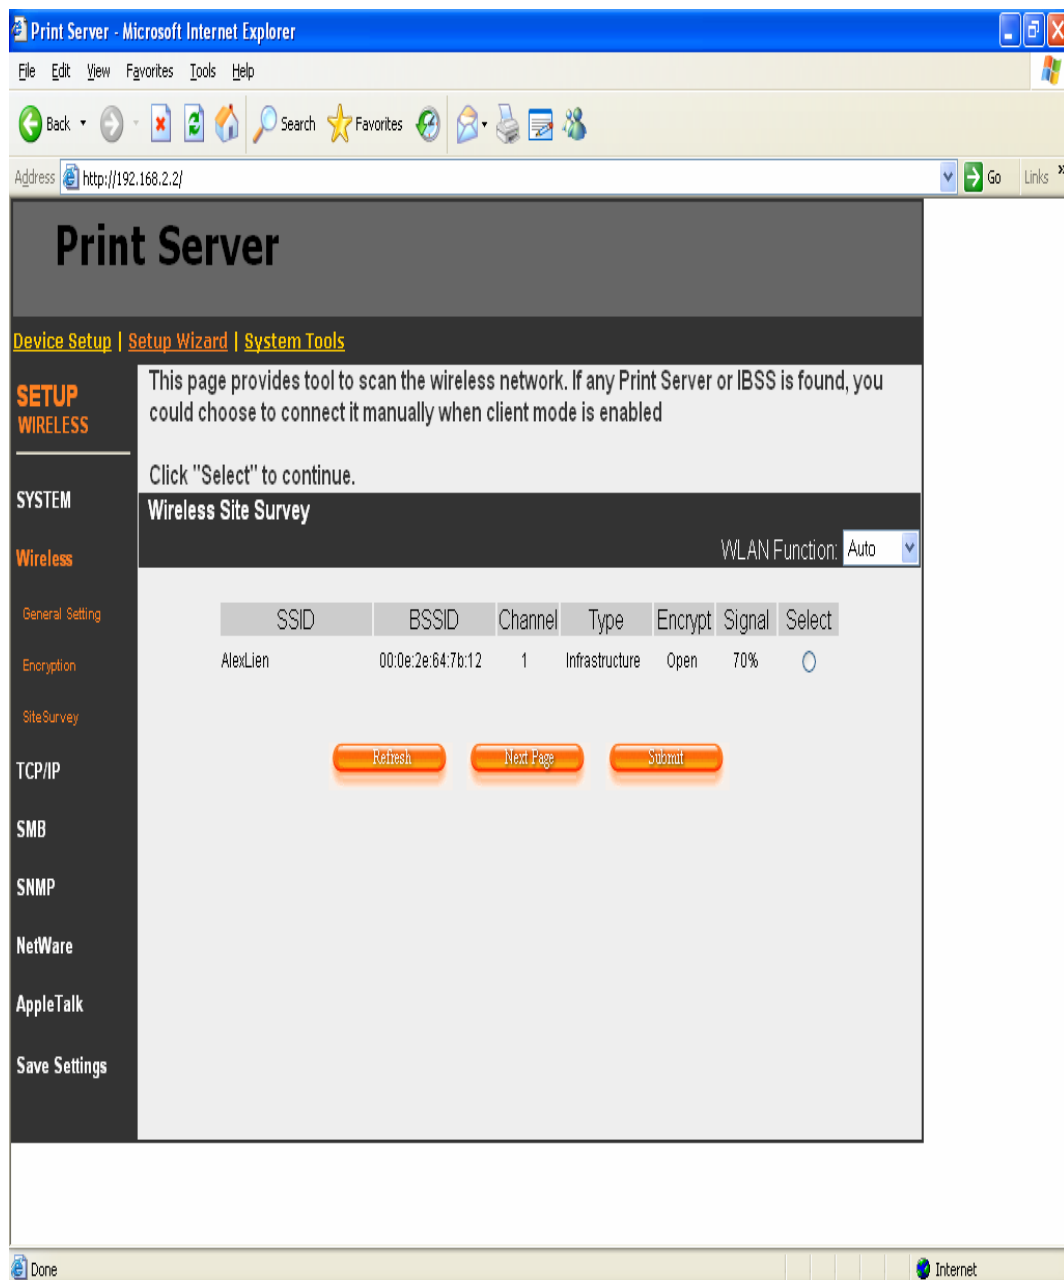 Print Server - Microsoft Internet Explorer
File Edit View Favorites Tools Help
Back Search Favorites
Address http://192.168.2.2/ Go Links »
Print Server
Device Setup | Setup Wizard | System Tools
SETUP
WIRELESS
SYSTEM
Wireless
General Setting
Encryption
SiteSurvey
TCP/IP
SMB
SNMP
NetWare
AppleTalk
Save Settings
This page provides tool to scan the wireless network. If any Print Server or IBSS is found, you
could choose to connect it manually when client mode is enabled
Click "Select" to continue.
Wireless Site Survey
WLAN Function: Auto
SSID BSSID Channel Type Encrypt Signal Select
AlexLien 00:0e:2e:64:7b:12 1 Infrastructure Open 70%
Refresh Next Page Submit
Done Internet